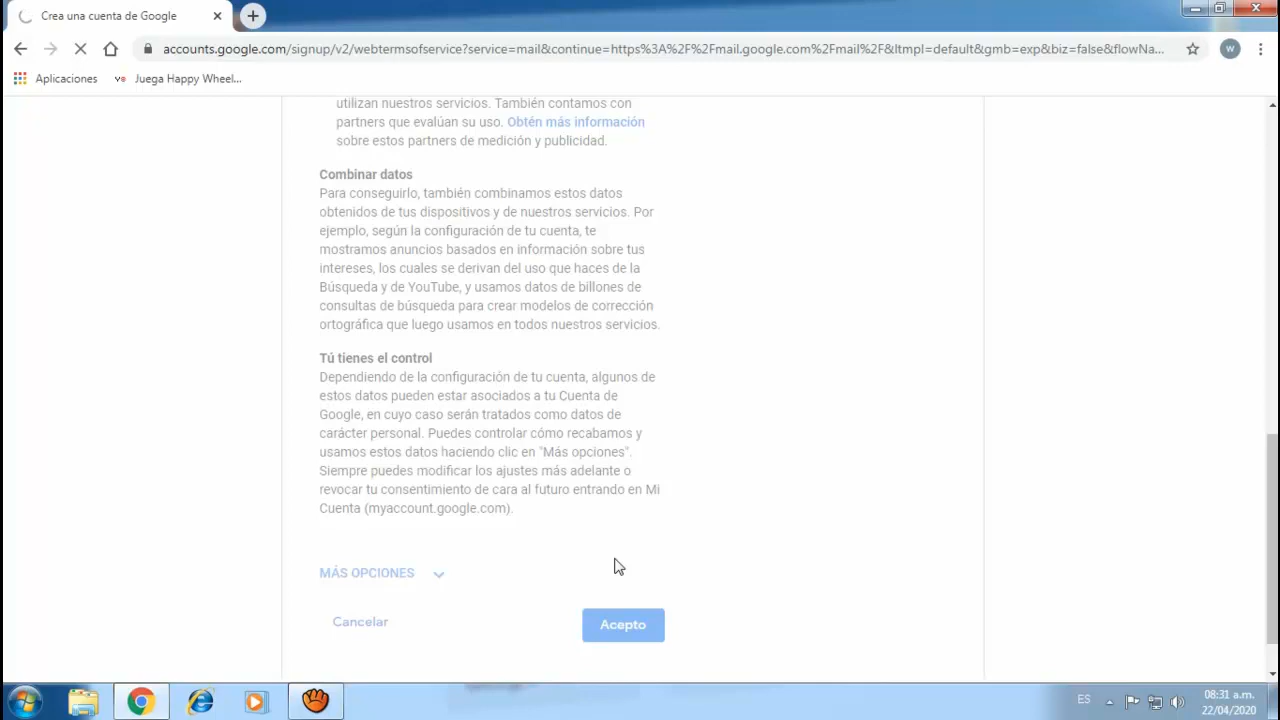 Crea una cuenta de Google
accounts.google.com/signup/v2/webtermsofservice?service=mail&continue=https%3A%2F%2Fmail.google.com%2Fmail%2F&ltmpl=default&gmb=exp&biz=false&flowNa...
W
Aplicaciones
Juega Happy Wheel...
utilizan nuestros servicios. También contamos con
partners que evalúan su uso. Obtén más información
sobre estos partners de medición y publicidad.
Combinar datos
Para conseguirlo, también combinamos estos datos
obtenidos de tus dispositivos y de nuestros servicios. Por
ejemplo, según la configuración de tu cuenta, te
mostramos anuncios basados en información sobre tus
intereses, los cuales se derivan del uso que haces de la
Búsqueda y de YouTube, y usamos datos de billones de
consultas de búsqueda para crear modelos de corrección
ortográfica que luego usamos en todos nuestros servicios.
Tú tienes el control
Dependiendo de la configuración de tu cuenta, algunos de
estos datos pueden estar asociados a tu Cuenta de
Google, en cuyo caso serán tratados como datos de
carácter personal. Puedes controlar cómo recabamos y
usamos estos datos haciendo clic en "Más opciones".
Siempre puedes modificar los ajustes más adelante o
revocar tu consentimiento de cara al futuro entrando en Mi
Cuenta (myaccount.google.com).
MÁS OPCIONES
Cancelar
Acepto
ES
08:31 a.m.
22/04/2020